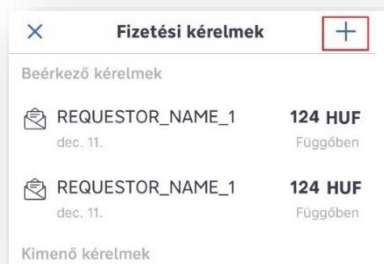 Fizetési kérelmek
Beérkező kérelmek
REQUESTOR_NAME_1 124 HUF
dec. 11. Függőben
REQUESTOR_NAME_1 124 HUF
dec. 11. Függőben
Kimenő kérelmek